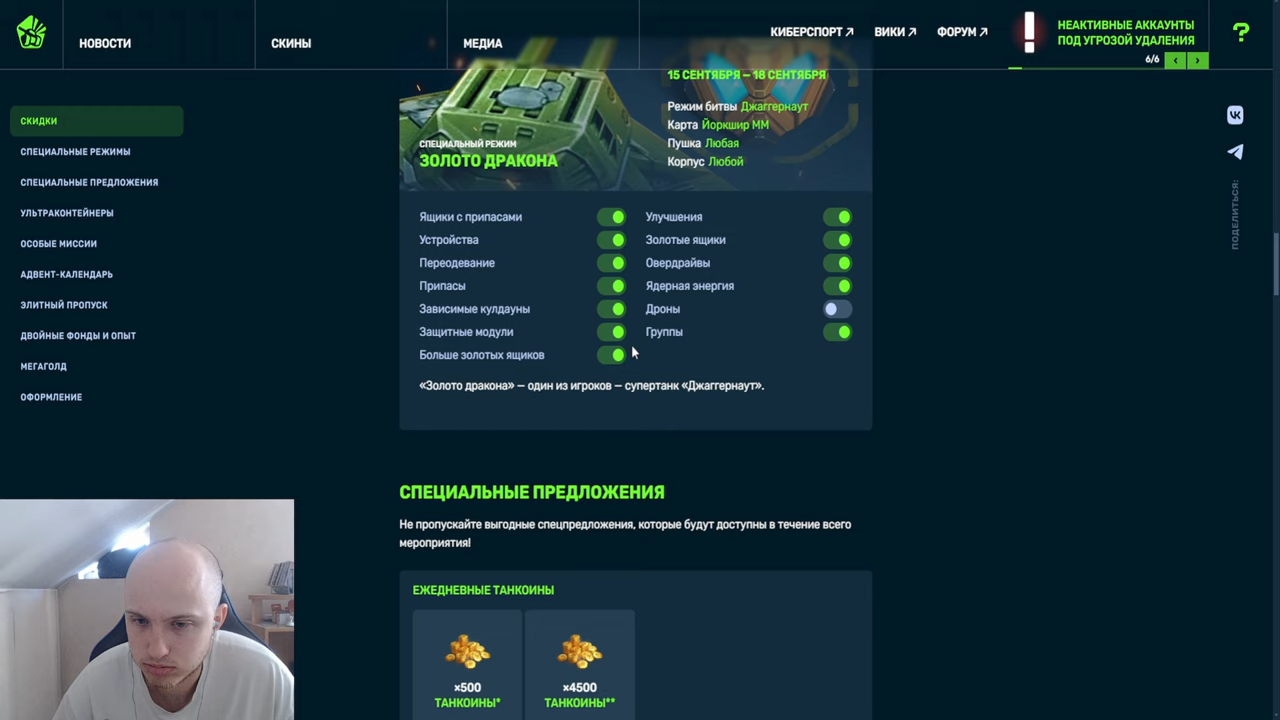 НОВОСТИ
СКИНЫ
МЕДИА
КИБЕРСПОРТ
ВИКИ
ФОРУМ
НЕАКТИВНЫЕ АККАУНТЫ
ПОД УГРОЗОЙ УДАЛЕНИЯ
6/6
?
СКИДКИ
СПЕЦИАЛЬНЫЕ РЕЖИМЫ
СПЕЦИАЛЬНЫЕ ПРЕДЛОЖЕНИЯ
УЛЬТРАКОНТЕЙНЕРЫ
ОСОБЫЕ МИССИИ
АДВЕНТ-КАЛЕНДАРЬ
ЭЛИТНЫЙ ПРОПУСК
ДВОЙНЫЕ ФОНДЫ И ОПЫТ
МЕГАГОЛД
ОФОРМЛЕНИЕ
СПЕЦИАЛЬНЫЙ РЕЖИМ
ЗОЛОТО ДРАКОНА
15 СЕНТЯБРЯ — 18 СЕНТЯБРЯ
Режим битвы Джаггернаут
Карта Йоркшир ММ
Пушка Любая
Корпус Любой
Ящики с припасами
Улучшения
Устройства
Золотые ящики
Переодевание
Овердрайвы
Припасы
Ядерная энергия
Зависимые кулдауны
Дроны
Защитные модули
Группы
Больше золотых ящиков
«Золото дракона» — один из игроков — супертанк «Джаггернаут».
СПЕЦИАЛЬНЫЕ ПРЕДЛОЖЕНИЯ
Не пропускайте выгодные спецпредложения, которые будут доступны в течение всего
мероприятия!
ЕЖЕДНЕВНЫЕ ТАНКОИНЫ
×500
ТАНКОИНЫ*
×4500
ТАНКОИНЫ**
ПОДЕЛИТЬСЯ: